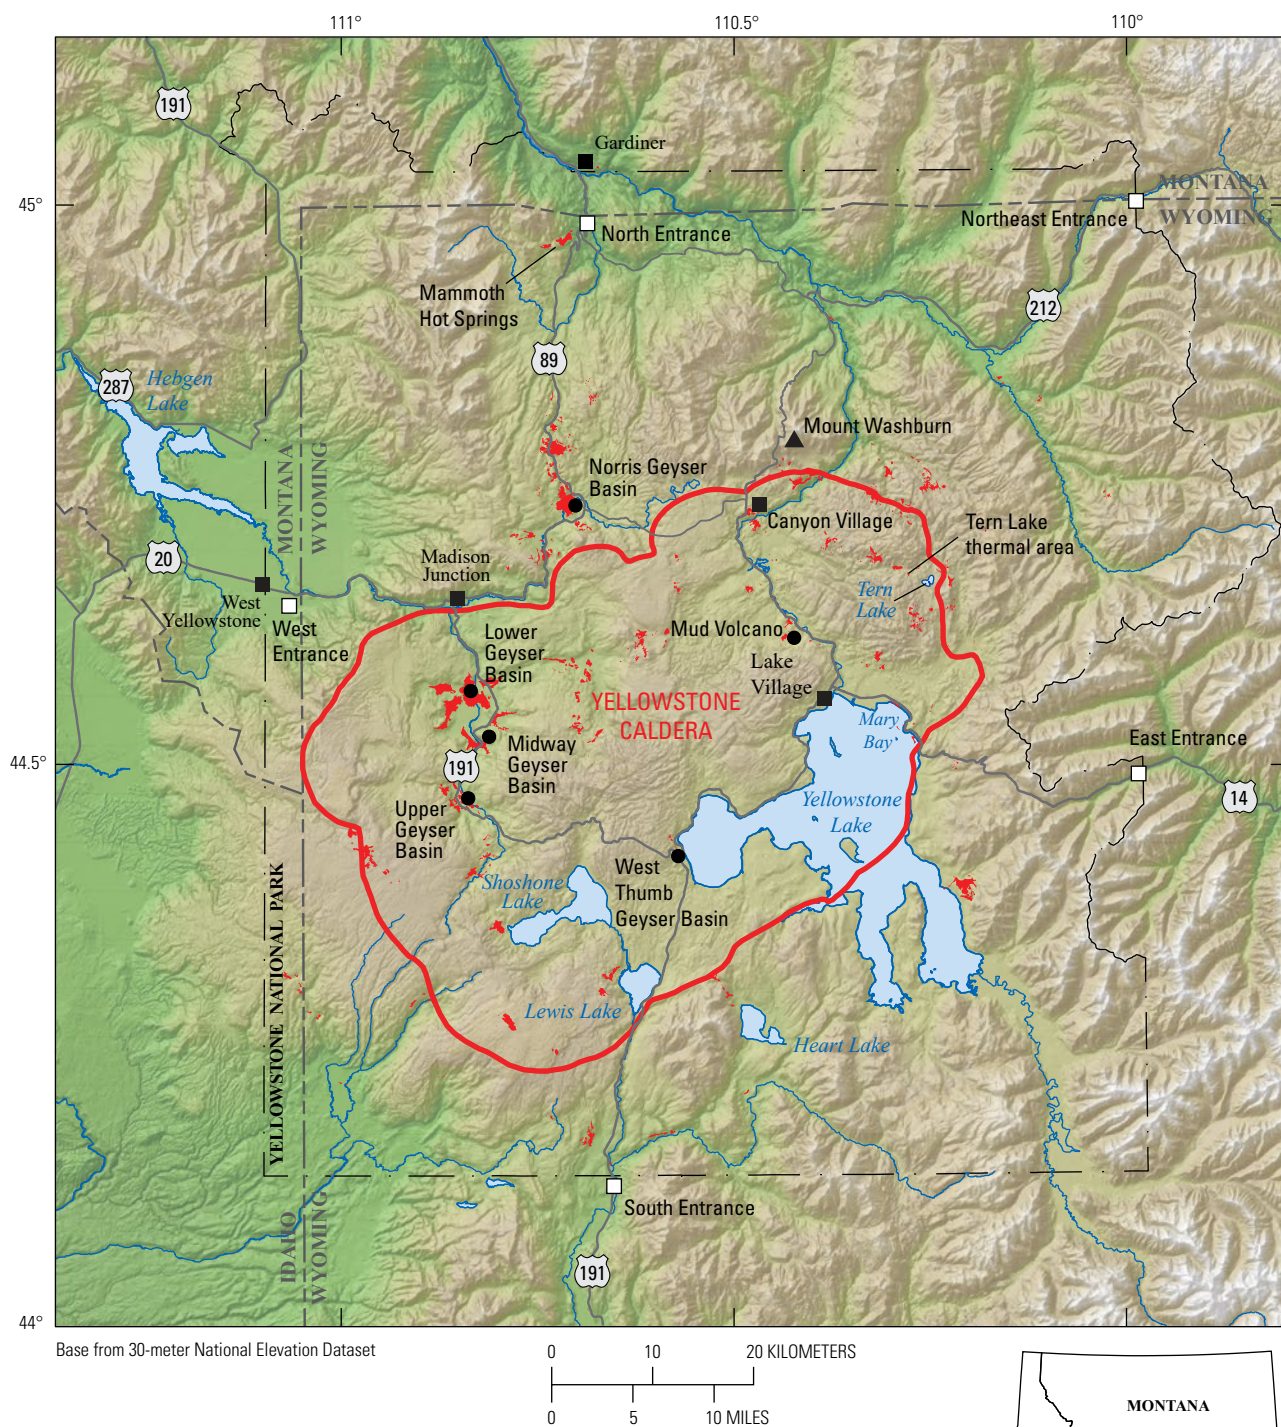 111°
110.5°
110°
191
Gardiner
45°
MONTANA
WYOMING
Northeast Entrance
North Entrance
Mammoth
Hot Springs
212
89
287
Hebgen
Lake
Mount Washburn
MONTANA
WYOMING
Norris Geyser
Basin
Canyon Village
Tern Lake
thermal area
20
Madison
Junction
West
Yellowstone
West
Entrance
Tern
Lake
Lower
Geyser
Basin
Mud Volcano
Lake
Village
YELLOWSTONE
CALDERA
Mary
Bay
East Entrance
44.5°
Midway
Geyser
Basin
191
14
Upper
Geyser
Basin
Yellowstone
Lake
West
Thumb
Geyser Basin
Shoshone
Lake
YELLOWSTONE NATIONAL PARK
Lewis Lake
Heart Lake
IDAHO
WYOMING
South Entrance
191
44°
Base from 30-meter National Elevation Dataset
0 10 20 KILOMETERS
0 5 10 MILES
MONTANA